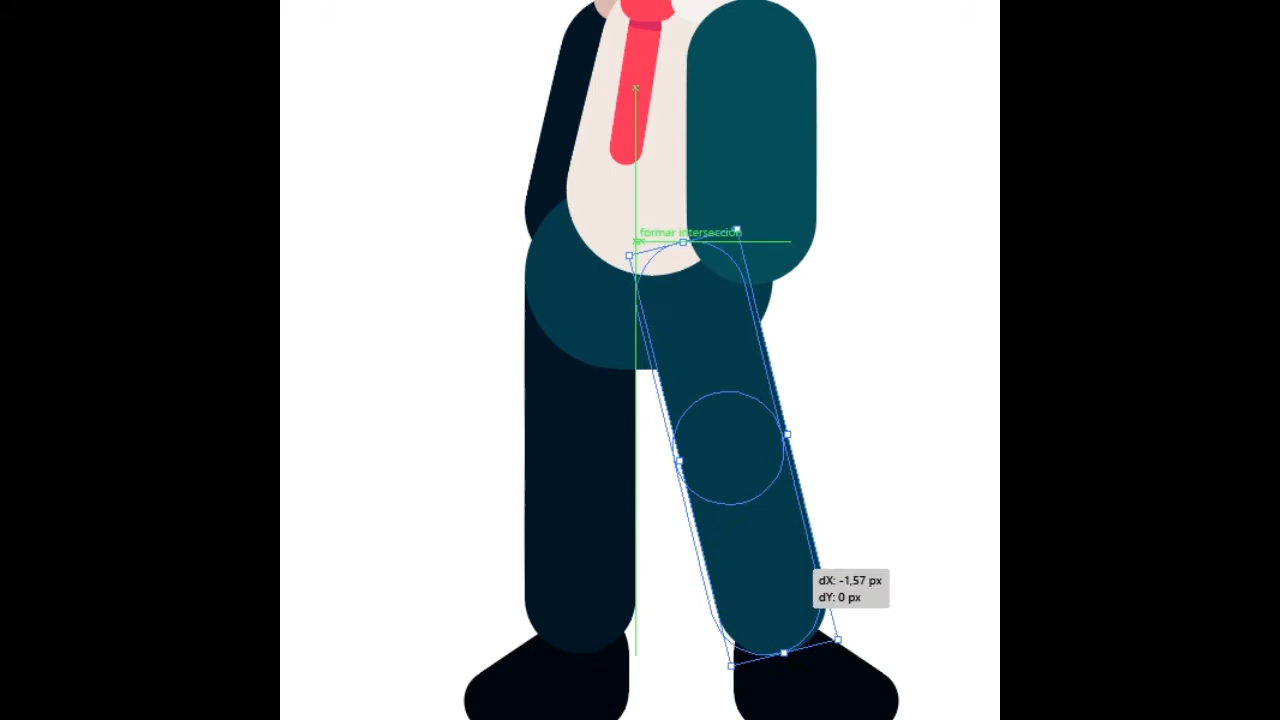 formar intersección
dX: -1,57 px
dY: 0 px